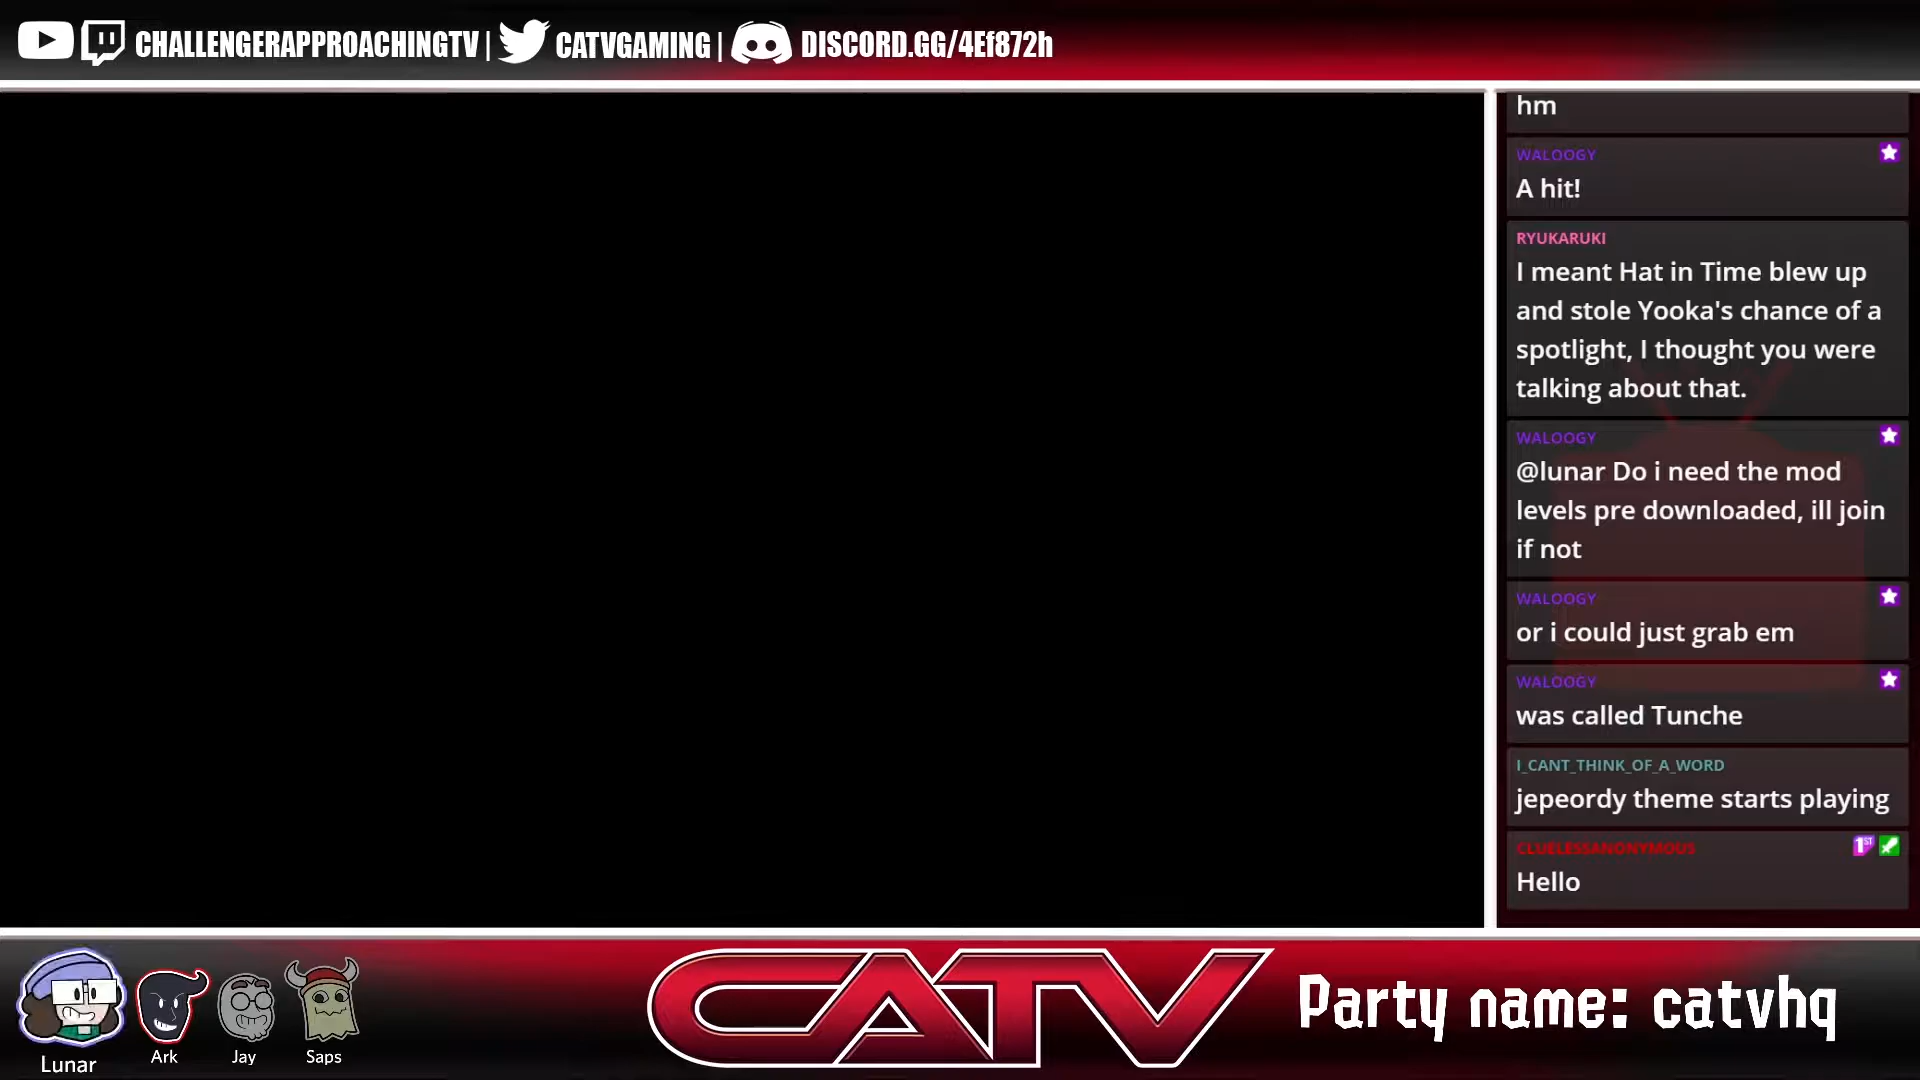 CHALLENGERAPPROACHINGTV | CATVGAMING | DISCORD.GG/4Ef872h
hm
WALOOGY
A hit!
RYUKARUKI
I meant Hat in Time blew up
and stole Yooka's chance of a
spotlight, I thought you were
talking about that.
WALOOGY
@lunar Do i need the mod
levels pre downloaded, ill join
if not
WALOOGY
or i could just grab em
WALOOGY
was called Tunche
I_CANT_THINK_OF_A_WORD
jepeordy theme starts playing
CLUELESSANONYMOUS 1ST
Hello
Lunar
Ark
Jay
Saps
CATV
Party name: catvhq